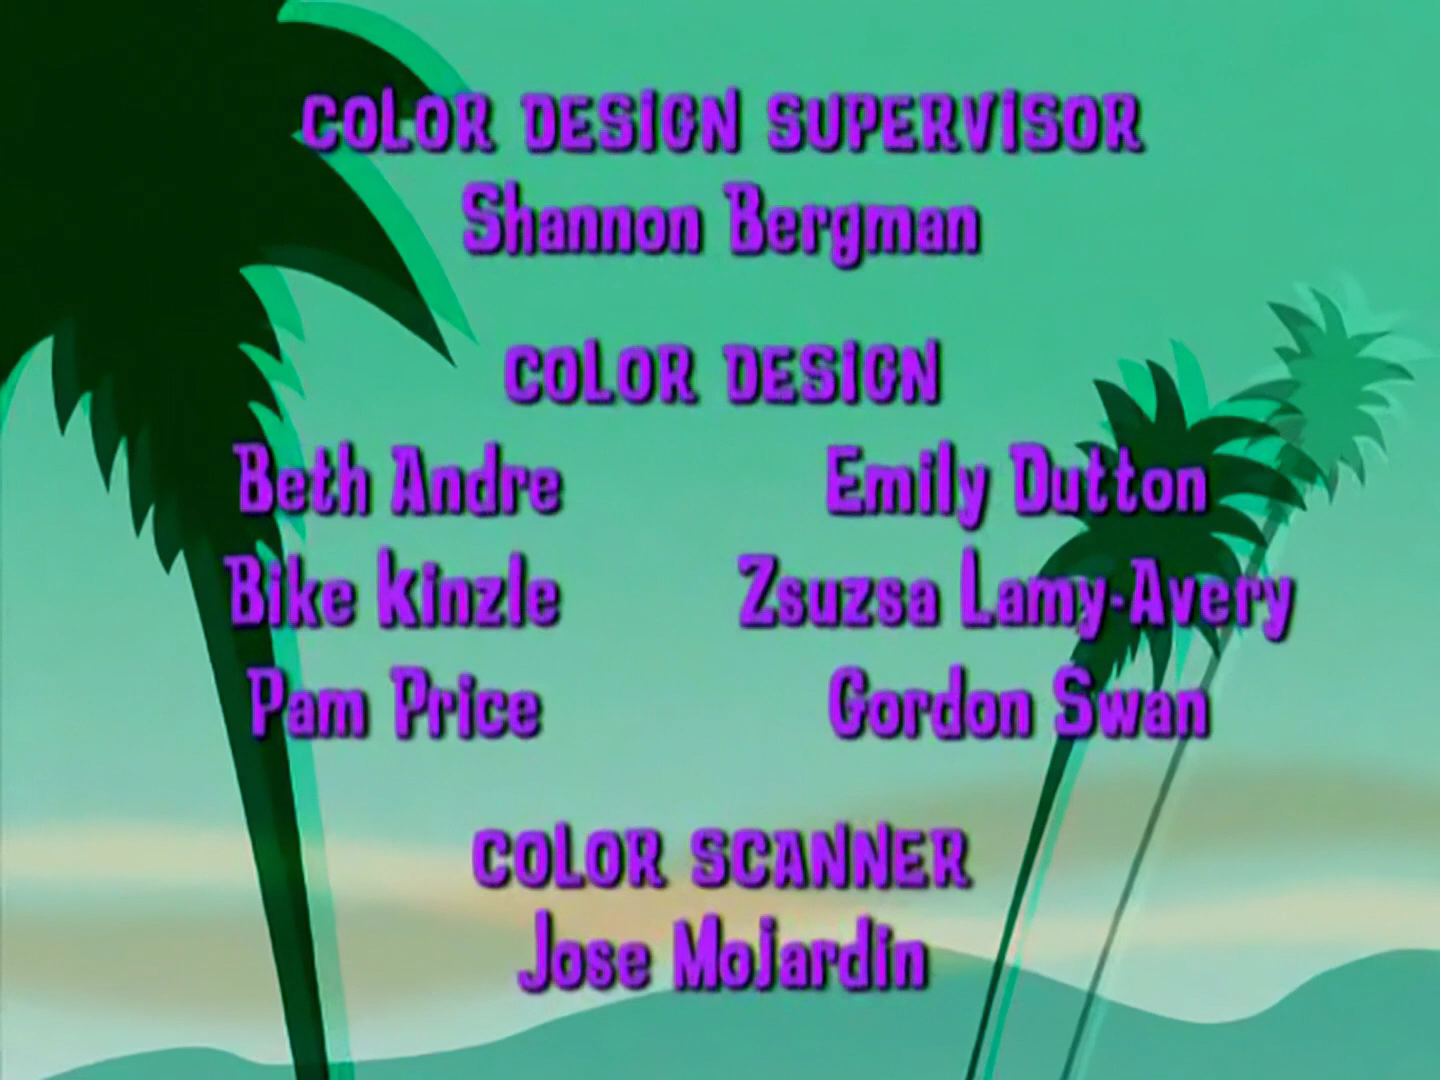 COLOR DESIGN SUPERVISOR
Shannon Bergman
COLOR DESIGN
Beth Andre Emily Dutton
Bike Kinzle Zsuzsa Lamy-Avery
Pam Price Gordon Swan
COLOR SCANNER
Jose Mojardin